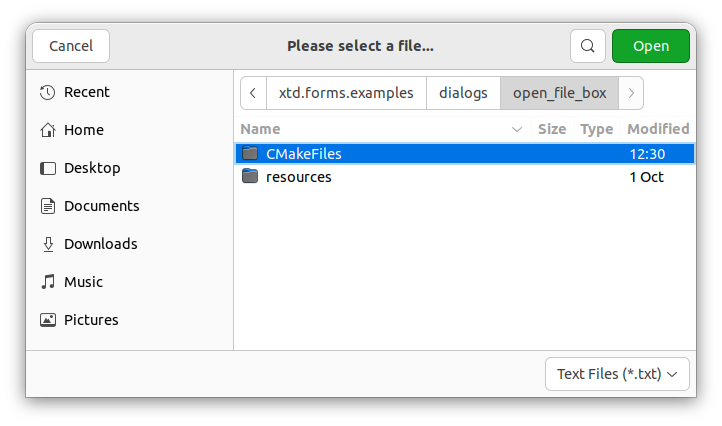 Cancel Please select a file... Open
Recent
Home
Desktop
Documents
Downloads
Music
Pictures
xtd.forms.examples dialogs open_file_box
Name Size Type Modified
CMakeFiles 12:30
resources 1 Oct
Text Files (*.txt)